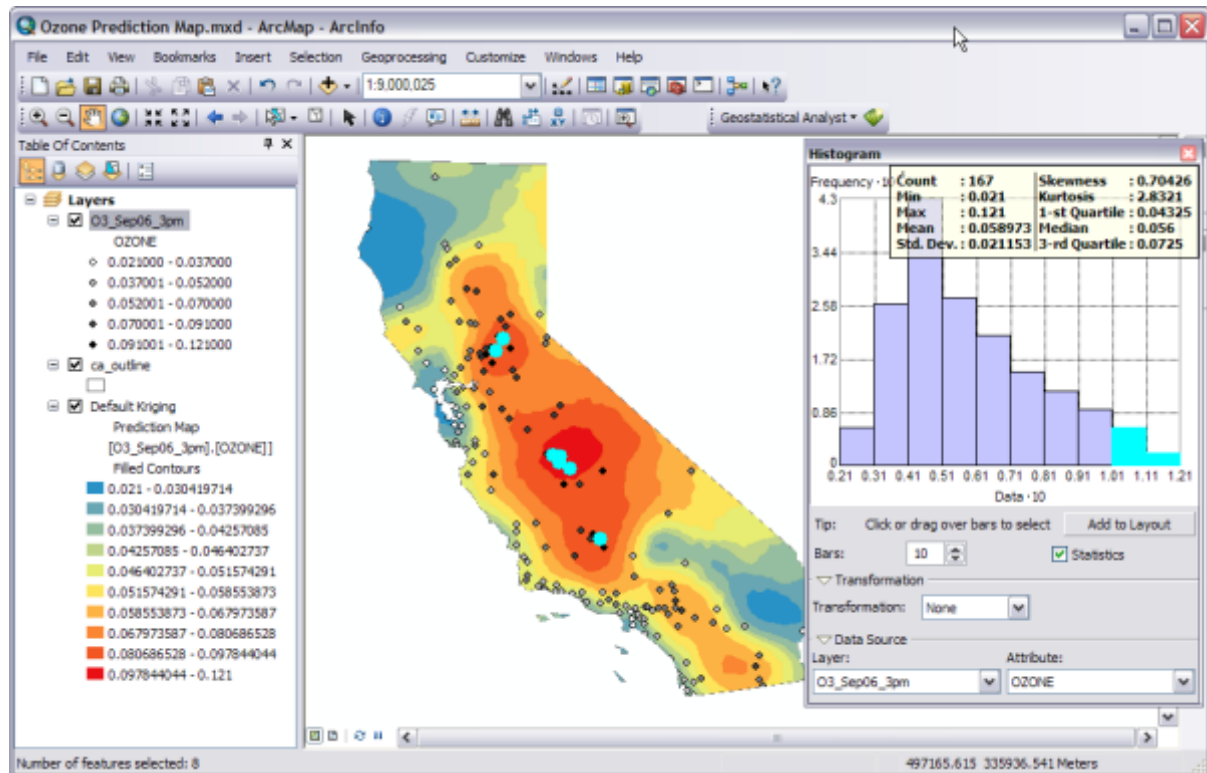 Ozone Prediction Map.mxd - ArcMap - ArcInfo
File Edit View Bookmarks Insert Selection Geoprocessing Customize Windows Help
1:9,000,025
Geostatistical Analyst
Table Of Contents
Layers
O3_Sep06_3pm
OZONE
0.021000 - 0.037000
0.037001 - 0.052000
0.052001 - 0.070000
0.070001 - 0.091000
0.091001 - 0.121000
ca_outline
Default Kriging
Prediction Map
[O3_Sep06_3pm].[OZONE]]
Filled Contours
0.021 - 0.030419714
0.030419714 - 0.037399296
0.037399296 - 0.04257085
0.04257085 - 0.046402737
0.046402737 - 0.051574291
0.051574291 - 0.058553873
0.058553873 - 0.067973587
0.067973587 - 0.080686528
0.080686528 - 0.097844044
0.097844044 - 0.121
Histogram
Frequency · 10
Count : 167 Skewness : 0.70426
Min : 0.021 Kurtosis : 2.8321
Max : 0.121 1-st Quartile : 0.04325
Mean : 0.058973 Median : 0.056
Std. Dev. : 0.021153 3-rd Quartile : 0.0725
4.3
3.44
2.58
1.72
0.86
0
0.21 0.31 0.41 0.51 0.61 0.71 0.81 0.91 1.01 1.11 1.21
Data · 10
Tip: Click or drag over bars to select Add to Layout
Bars: 10 Statistics
Transformation
Transformation: None
Data Source
Layer: Attribute:
O3_Sep06_3pm OZONE
Number of features selected: 8 497165.615 335936.541 Meters